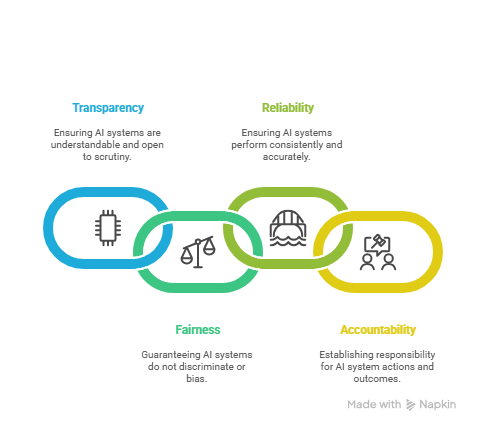 Transparency
Ensuring AI systems are
understandable and open
to scrutiny.
Reliability
Ensuring AI systems
perform consistently and
accurately.
Fairness
Guaranteeing AI systems
do not discriminate or
bias.
Accountability
Establishing responsibility
for AI system actions and
outcomes.
Made with Napkin